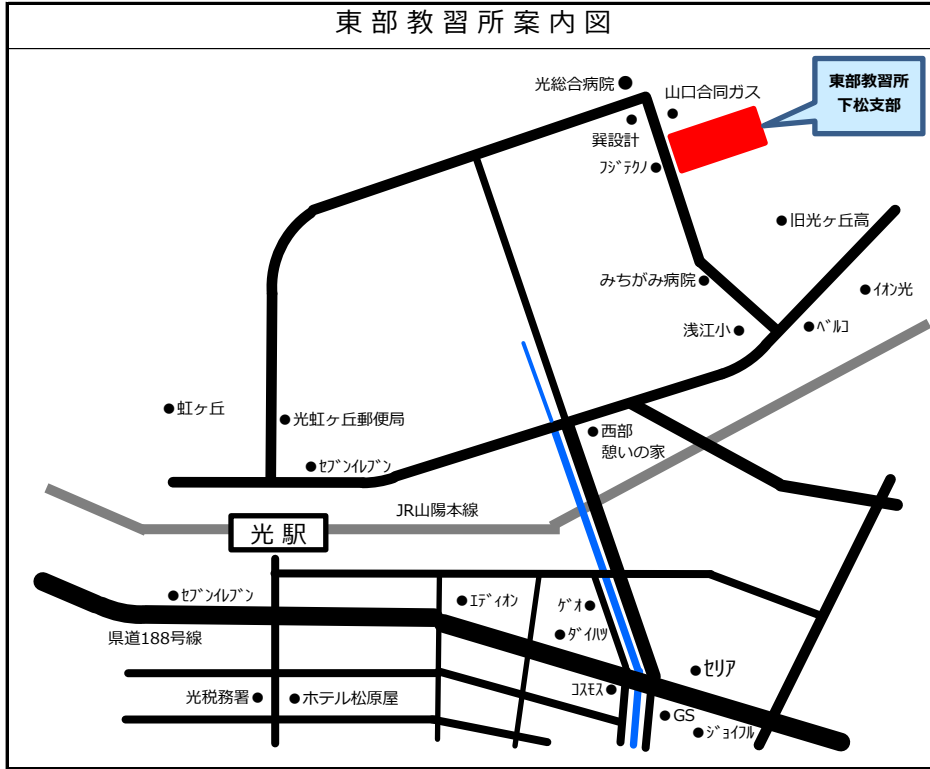 東部教習所案内図
光総合病院
山口合同ガス
東部教習所
下松支部
巽設計
ﾌｼﾞﾃｸﾉ
旧光ヶ丘高
みちがみ病院
ｲｵﾝ光
浅江小
ﾍﾞﾙｺ
虹ヶ丘
光虹ヶ丘郵便局
西部
憩いの家
ｾﾌﾞﾝｲﾚﾌﾞﾝ
JR山陽本線
光駅
ｾﾌﾞﾝｲﾚﾌﾞﾝ
ｴﾃﾞｨｵﾝ
ｹﾞｵ
県道188号線
ﾀﾞｲﾊﾂ
セリア
光税務署
ホテル松原屋
ｺｽﾓｽ
GS
ｼﾞｮｲﾌﾙ